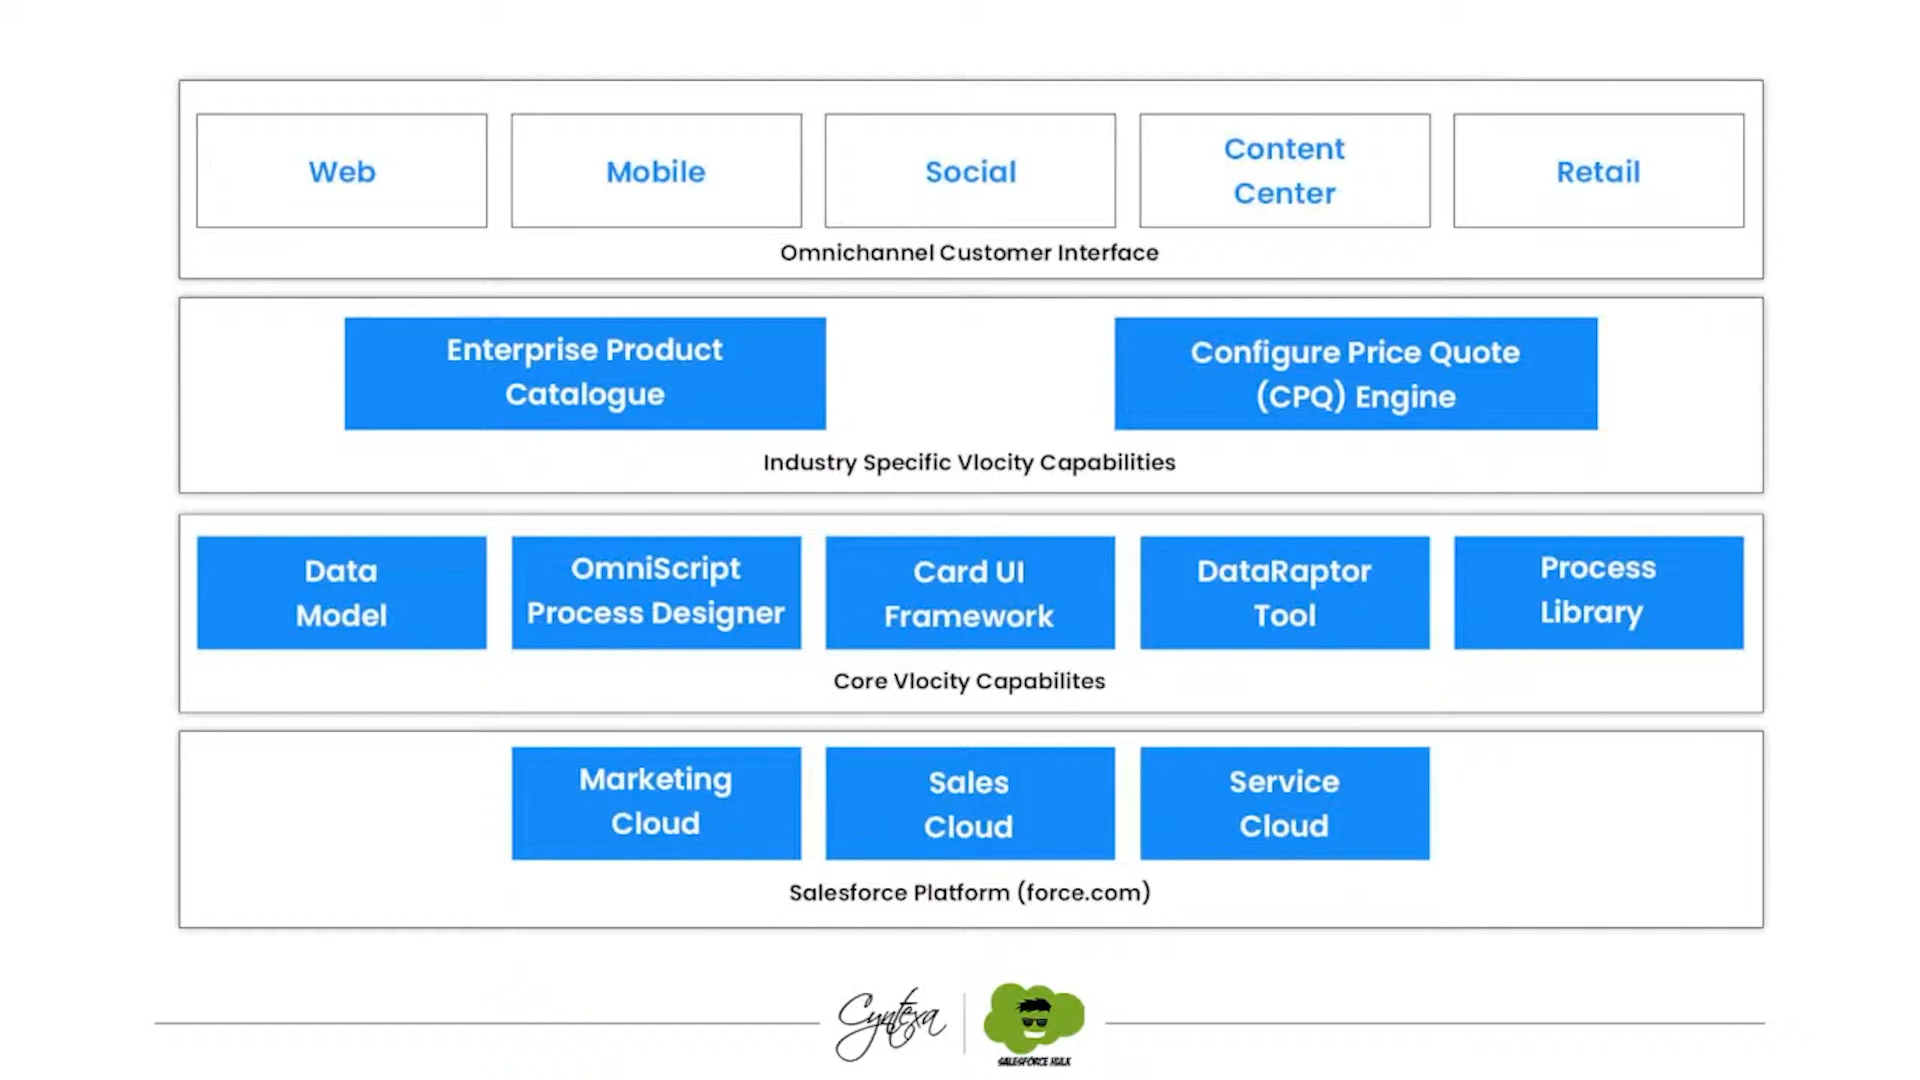 Web
Mobile
Social
Content
Center
Retail
Omnichannel Customer Interface
Enterprise Product
Catalogue
Configure Price Quote
(CPQ) Engine
Industry Specific Vlocity Capabilities
Data
Model
OmniScript
Process Designer
Card UI
Framework
DataRaptor
Tool
Process
Library
Core Vlocity Capabilites
Marketing
Cloud
Sales
Cloud
Service
Cloud
Salesforce Platform (force.com)
Cyntexa
SALESFORCE HULK